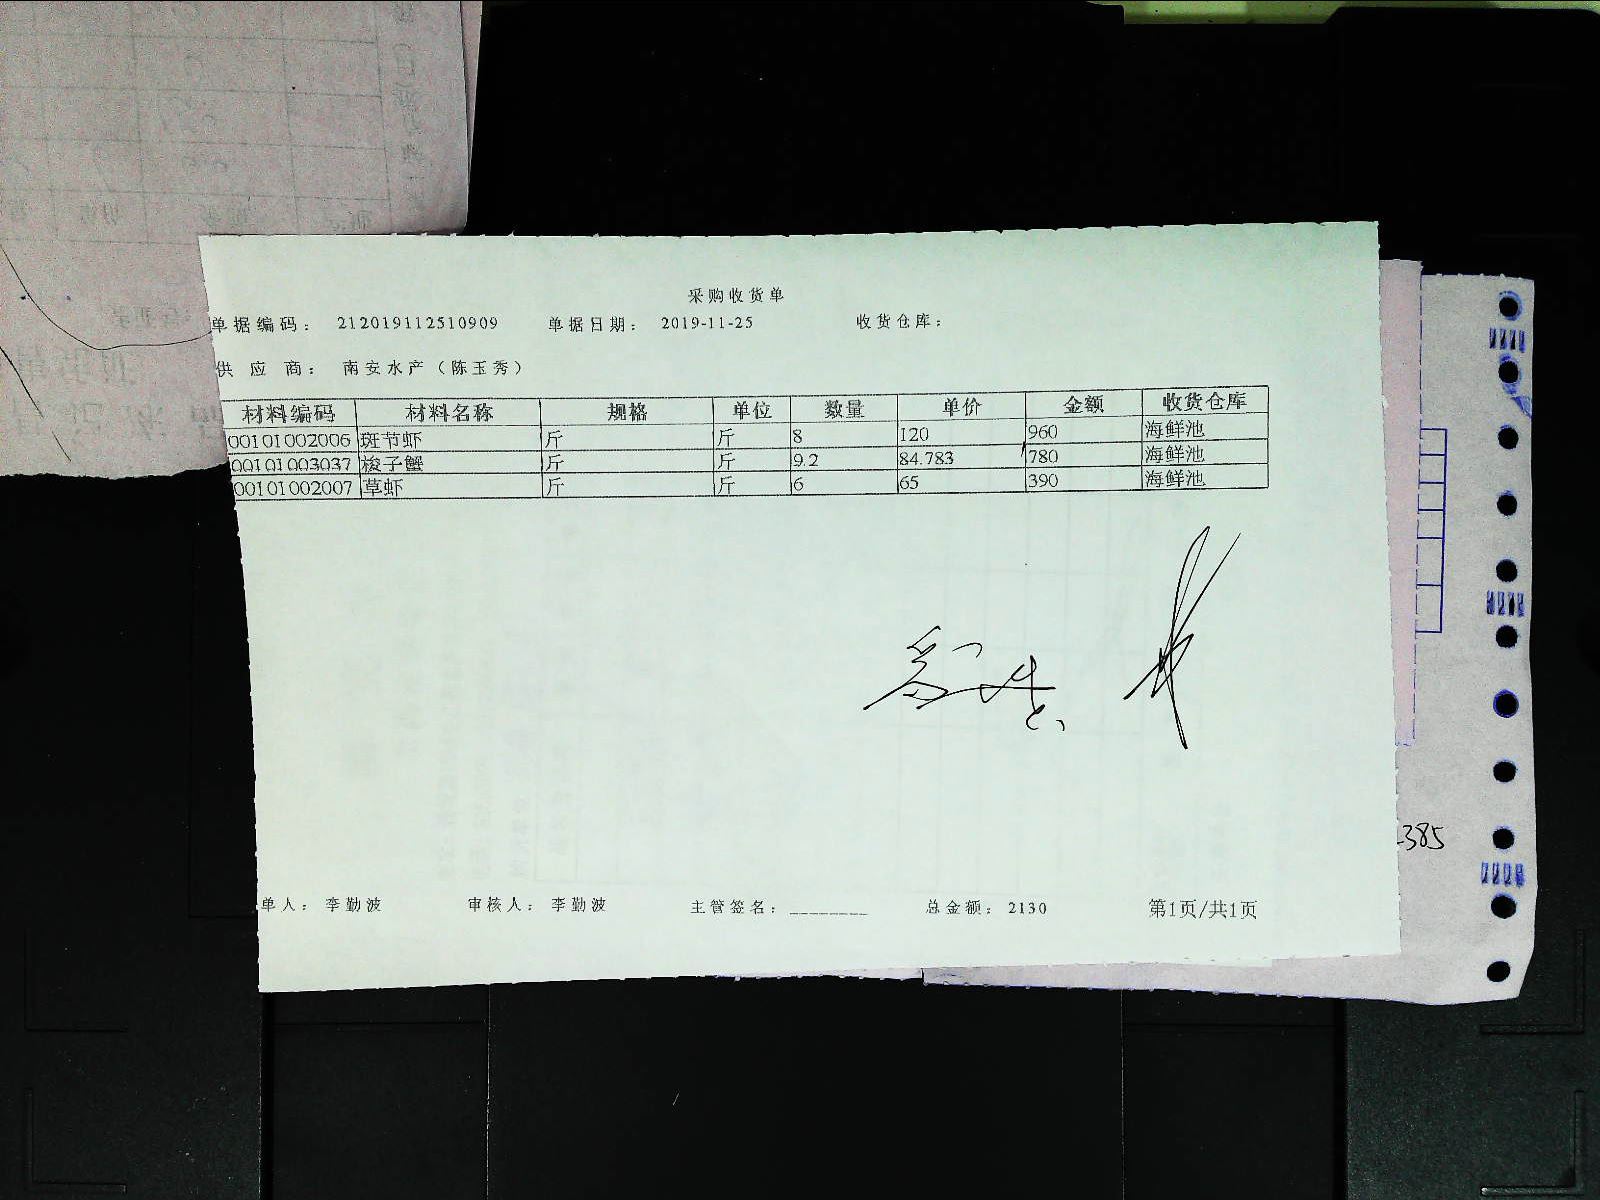 采购收货单
单据编码： 212019112510909 单据日期： 2019-11-25 收货仓库：
供 应 商： 南安水产（陈玉秀）
材料编码 材料名称 规格 单位 数量 单价 金额 收货仓库
00101002006 斑节虾 斤 斤 8 120 960 海鲜池
00101003037 梭子蟹 斤 斤 9.2 84.783 780 海鲜池
00101002007 草虾 斤 斤 6 65 390 海鲜池
385
单人： 李勤波 审核人： 李勤波 主管签名：________ 总金额： 2130 第1页/共1页